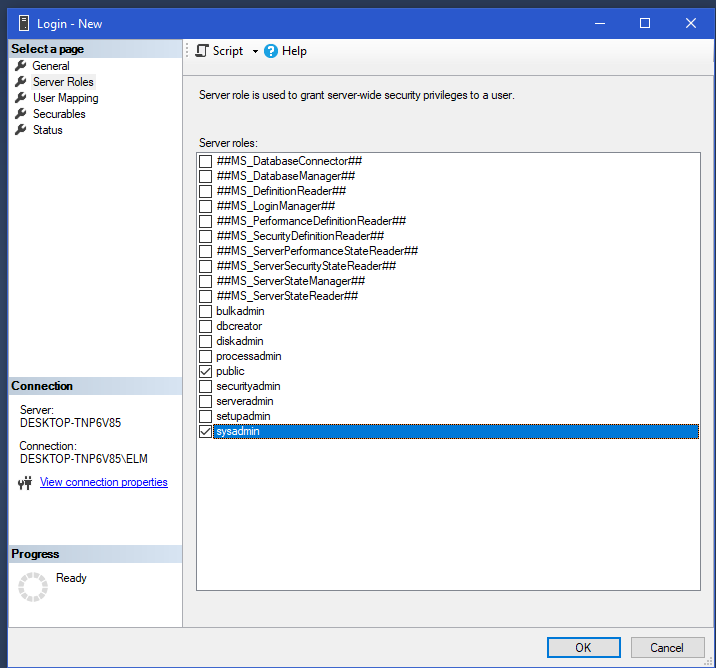 Login - New
Select a page
General
Server Roles
User Mapping
Securables
Status
Script
Help
Server role is used to grant server-wide security privileges to a user.
Server roles:
##MS_DatabaseConnector##
##MS_DatabaseManager##
##MS_DefinitionReader##
##MS_LoginManager##
##MS_PerformanceDefinitionReader##
##MS_SecurityDefinitionReader##
##MS_ServerPerformanceStateReader##
##MS_ServerSecurityStateReader##
##MS_ServerStateManager##
##MS_ServerStateReader##
bulkadmin
dbcreator
diskadmin
processadmin
public
securityadmin
serveradmin
setupadmin
sysadmin
Connection
Server:
DESKTOP-TNP6V85
Connection:
DESKTOP-TNP6V85\ELM
View connection properties
Progress
Ready
OK
Cancel